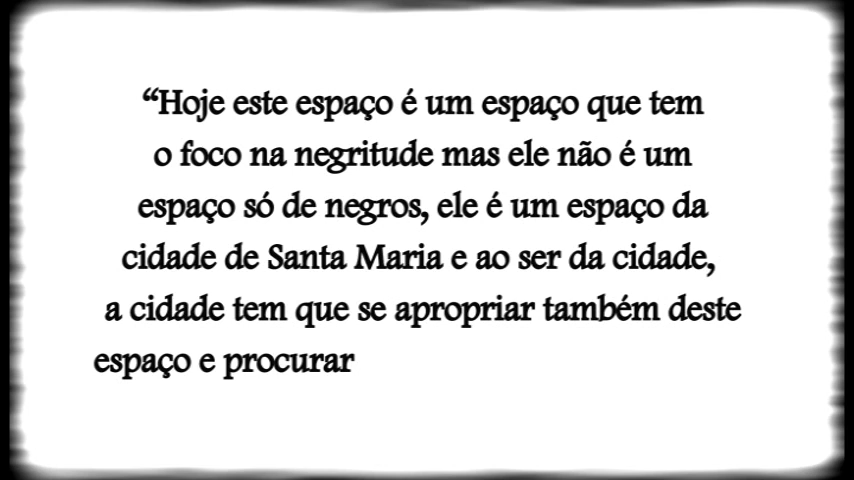 “Hoje este espaço é um espaço que tem
o foco na negritude mas ele não é um
espaço só de negros, ele é um espaço da
cidade de Santa Maria e ao ser da cidade,
a cidade tem que se apropriar também deste
espaço e procurar